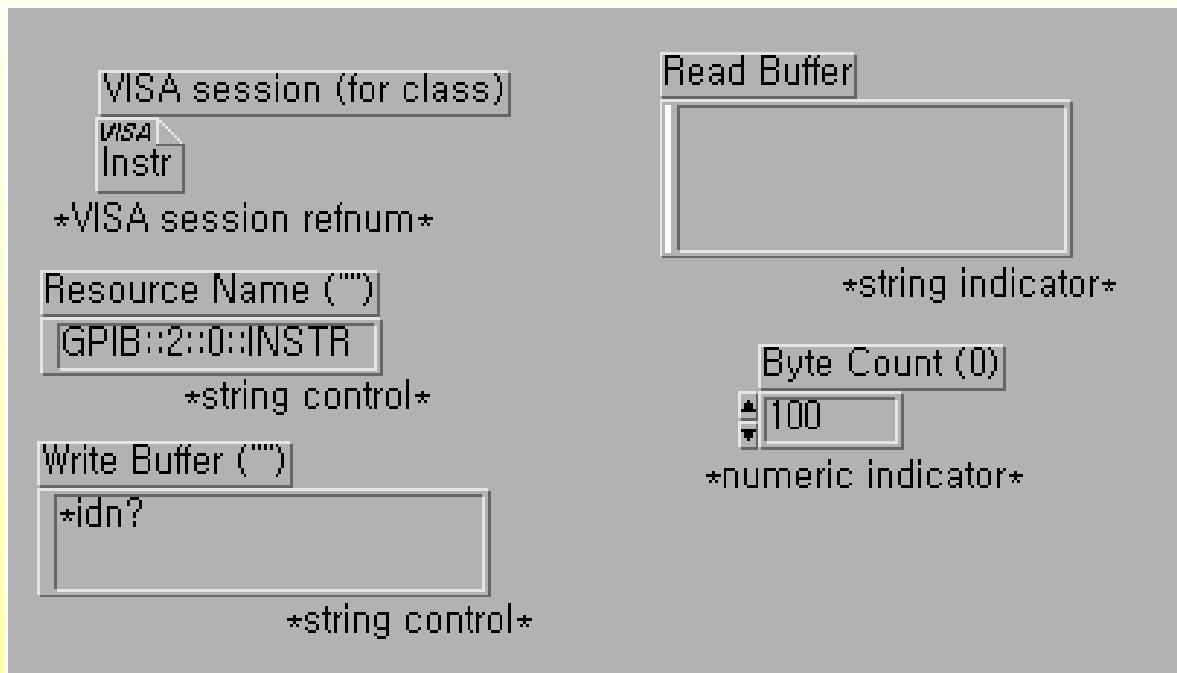 VISA session (for class)
VISA
Instr
*VISA session refnum*
Resource Name ("")
GPIB::2::0::INSTR
*string control*
Write Buffer ("")
*idn?
*string control*
Read Buffer
*string indicator*
Byte Count (0)
100
*numeric indicator*